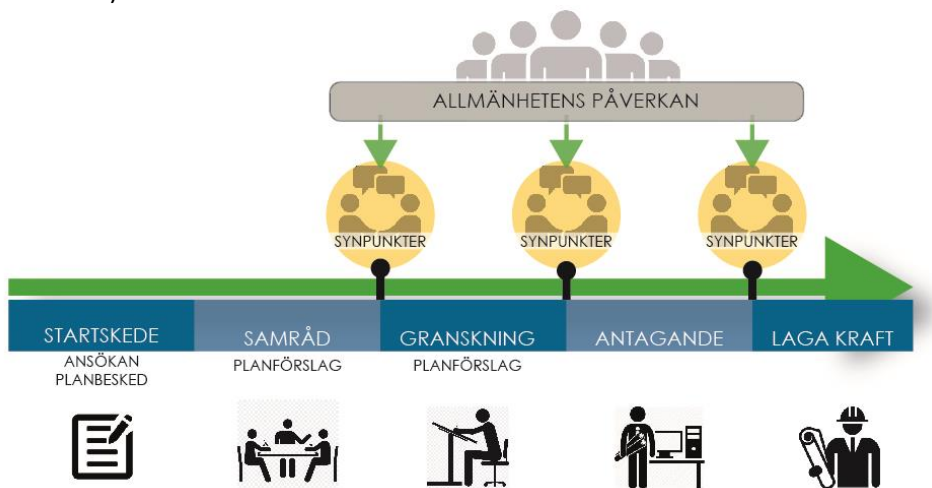 ALLMÄNHETENS PÅVERKAN
SYNPUNKTER
SYNPUNKTER
SYNPUNKTER
STARTSKEDE
SAMRÅD
GRANSKNING
ANTAGANDE
LAGA KRAFT
ANSÖKAN
PLANBESKED
PLANFÖRSLAG
PLANFÖRSLAG